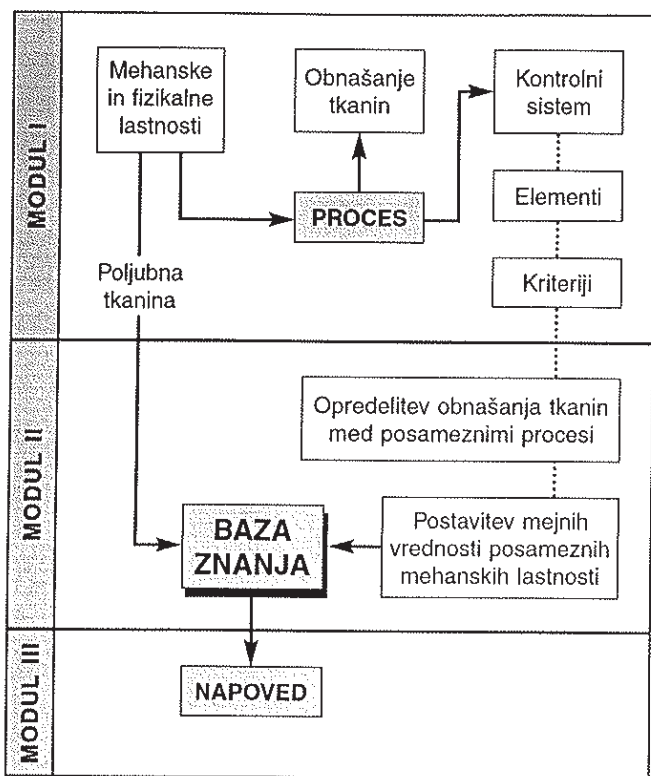 MODUL I
Mehanske
in fizikalne
lastnosti
Obnašanje
tkanin
Kontrolni
sistem
PROCES
Elementi
Poljubna
tkanina
Kriteriji
MODUL II
Opredelitev obnašanja tkanin
med posameznimi procesi
BAZA
ZNANJA
Postavitev mejnih
vrednosti posameznih
mehanskih lastnosti
MODUL III
NAPOVED